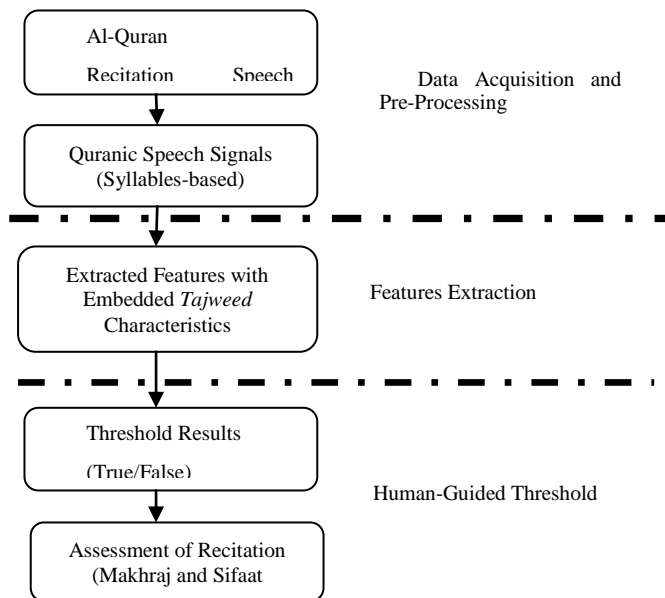 Al-Quran
Recitation Speech
Data Acquisition and
Pre-Processing
Quranic Speech Signals
(Syllables-based)
Extracted Features with
Embedded Tajweed
Characteristics
Features Extraction
Threshold Results
(True/False)
Human-Guided Threshold
Assessment of Recitation
(Makhraj and Sifaat